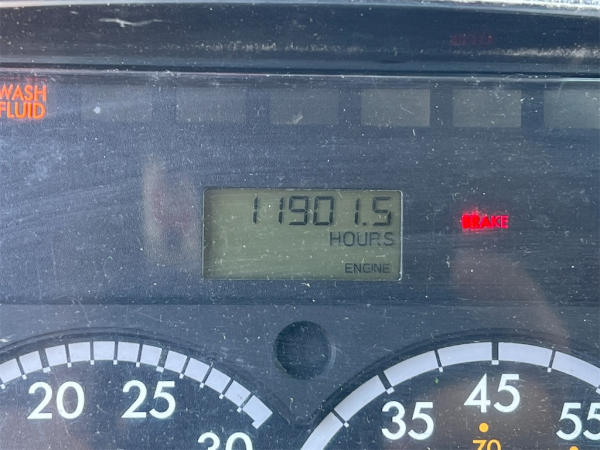 WASH
FLUID
11901.5
HOURS
BRAKE
ENGINE
20
25
30
35
45
55
70